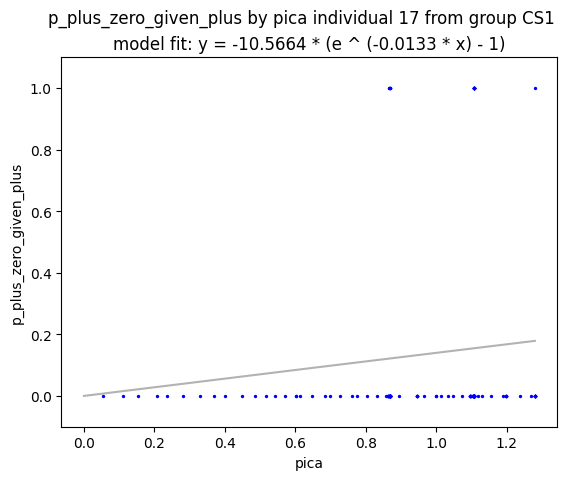 p_plus_zero_given_plus by pica individual 17 from group CS1
model fit: y = -10.5664 * (e ^ (-0.0133 * x) - 1)
1.0
0.8
0.6
0.4
0.2
0.0
p_plus_zero_given_plus
0.0 0.2 0.4 0.6 0.8 1.0 1.2
pica